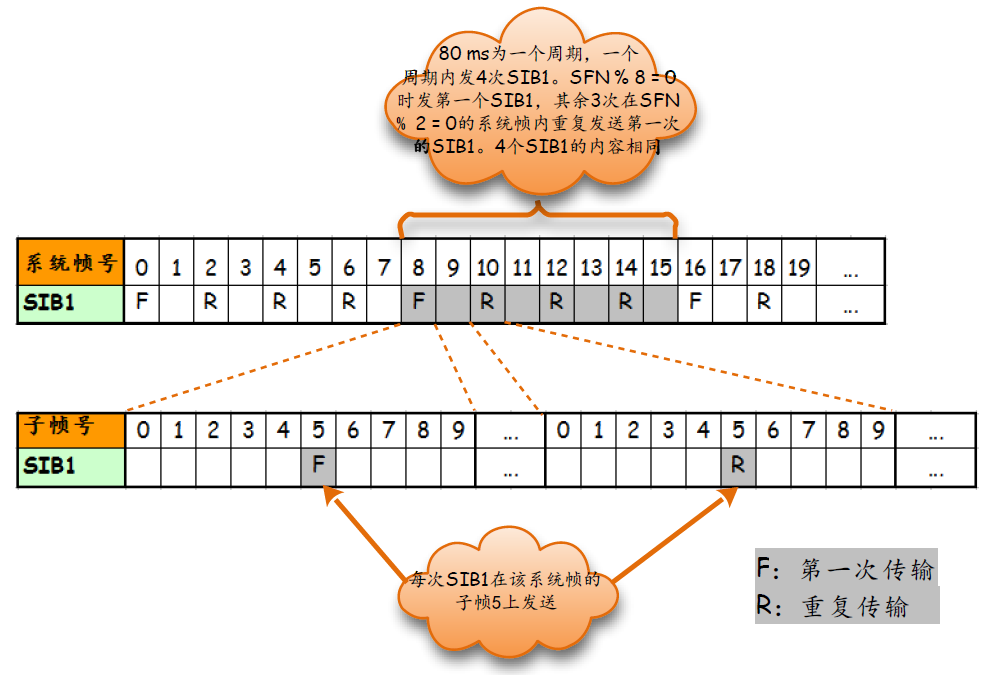 80 ms为一个周期，一个
周期内发4次SIB1。SFN % 8 = 0
时发第一个SIB1，其余3次在SFN
% 2 = 0的系统帧内重复发送第一次
的SIB1。4个SIB1的内容相同
系统帧号 0 1 2 3 4 5 6 7 8 9 10 11 12 13 14 15 16 17 18 19 ...
SIB1 F R R R F R R R F R ...
子帧号 0 1 2 3 4 5 6 7 8 9 ... 0 1 2 3 4 5 6 7 8 9 ...
SIB1 F ... R ...
每次SIB1在该系统帧的
子帧5上发送
F：第一次传输
R：重复传输